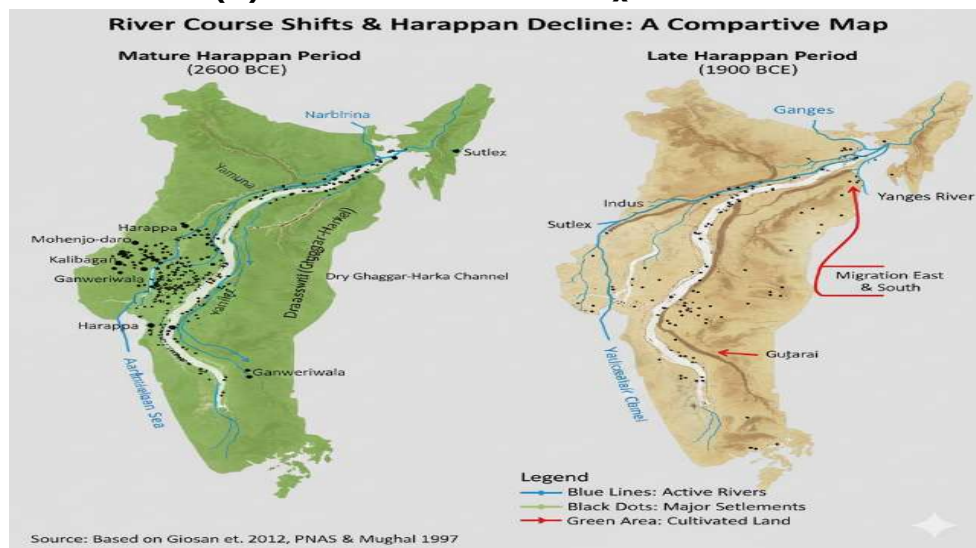 River Course Shifts & Harappan Decline: A Compartive Map
Mature Harappan Period
(2600 BCE)
Narbirina
Sutlex
Yamuna
Harappa
Mohenjo-daro
Kalibagan
Ganweriwala
Harappa
Dry Ghaggar-Harka Channel
Ganweriwala
Sea
Late Harappan Period
(1900 BCE)
Ganges
Indus
Sutlex
Yanges River
Migration East
& South
Gujarai
Legend
Blue Lines: Active Rivers
Black Dots: Major Setlements
Green Area: Cultivated Land
Source: Based on Giosan et. 2012, PNAS & Mughal 1997